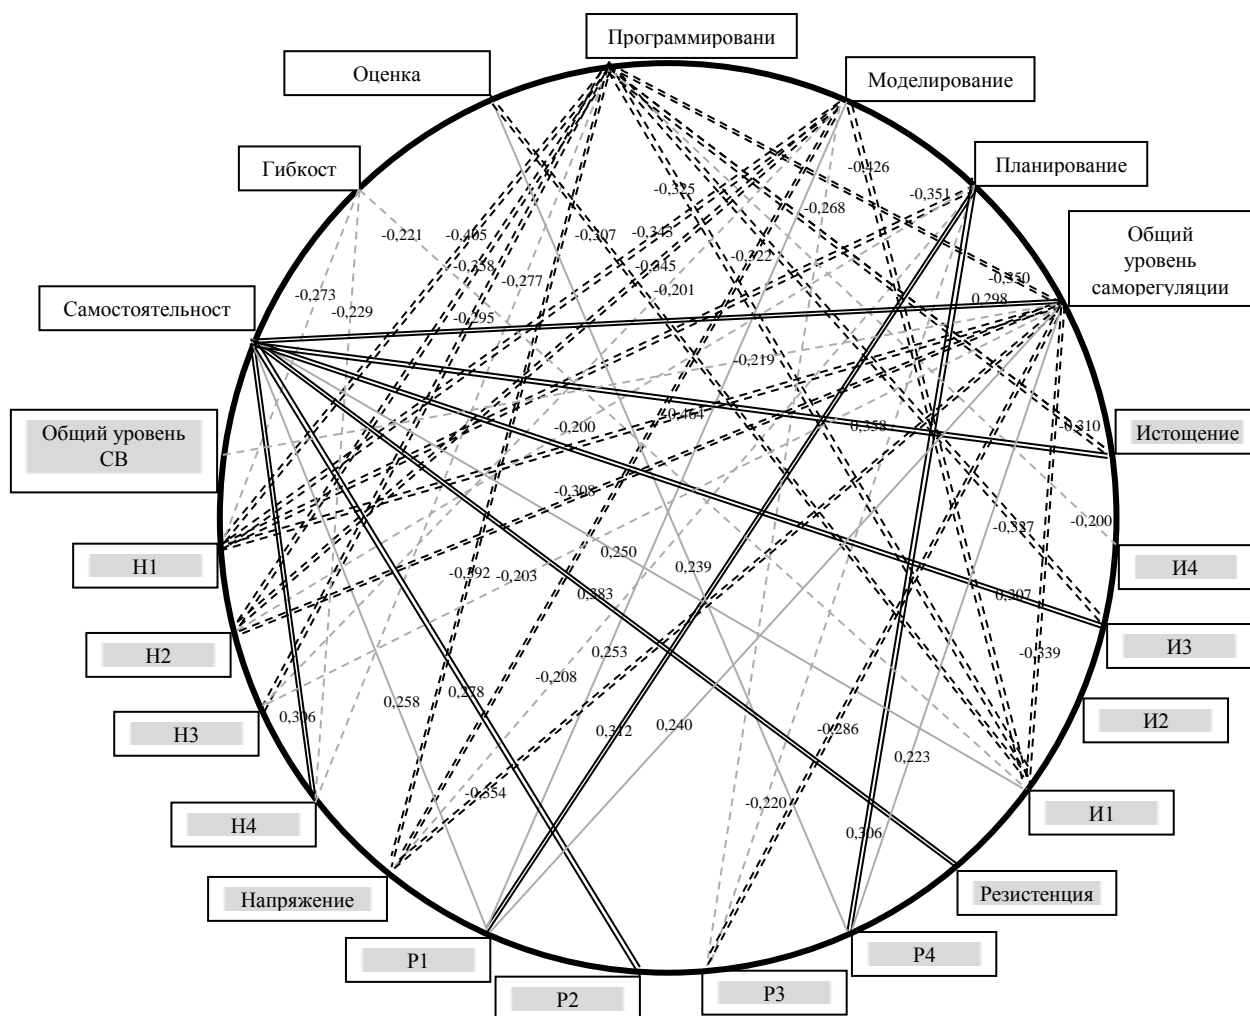 Программировани
Оценка
Моделирование
Гибкост
Планирование
Общий
уровень
саморегуляции
Самостоятельност
Общий уровень
СВ
Истощение
Н1
И4
Н2
И3
Н3
И2
Н4
И1
Напряжение
Резистенция
Р1
Р4
Р2
Р3
-0,426
-0,325
-0,351
-0,268
-0,221
-0,405
-0,307
-0,343
-0,322
-0,358
-0,345
-0,277
-0,350
-0,273
-0,201
0,298
-0,229
-0,295
-0,219
-0,464
-0,200
0,358
-0,310
-0,308
-0,200
-0,327
0,250
0,239
-0,392
-0,203
0,383
0,307
0,253
-0,339
-0,208
0,278
0,258
0,306
0,312
0,240
-0,286
0,223
-0,354
-0,220
0,306